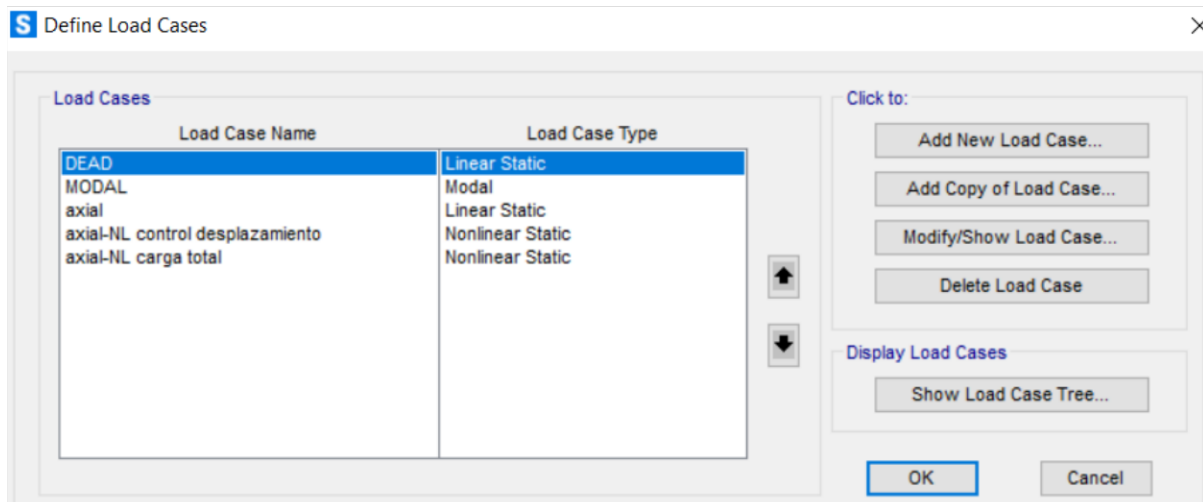 S Define Load Cases
Load Cases
Load Case Name Load Case Type
DEAD Linear Static
MODAL Modal
axial Linear Static
axial-NL control desplazamiento Nonlinear Static
axial-NL carga total Nonlinear Static
Click to:
Add New Load Case...
Add Copy of Load Case...
Modify/Show Load Case...
Delete Load Case
Display Load Cases
Show Load Case Tree...
OK Cancel